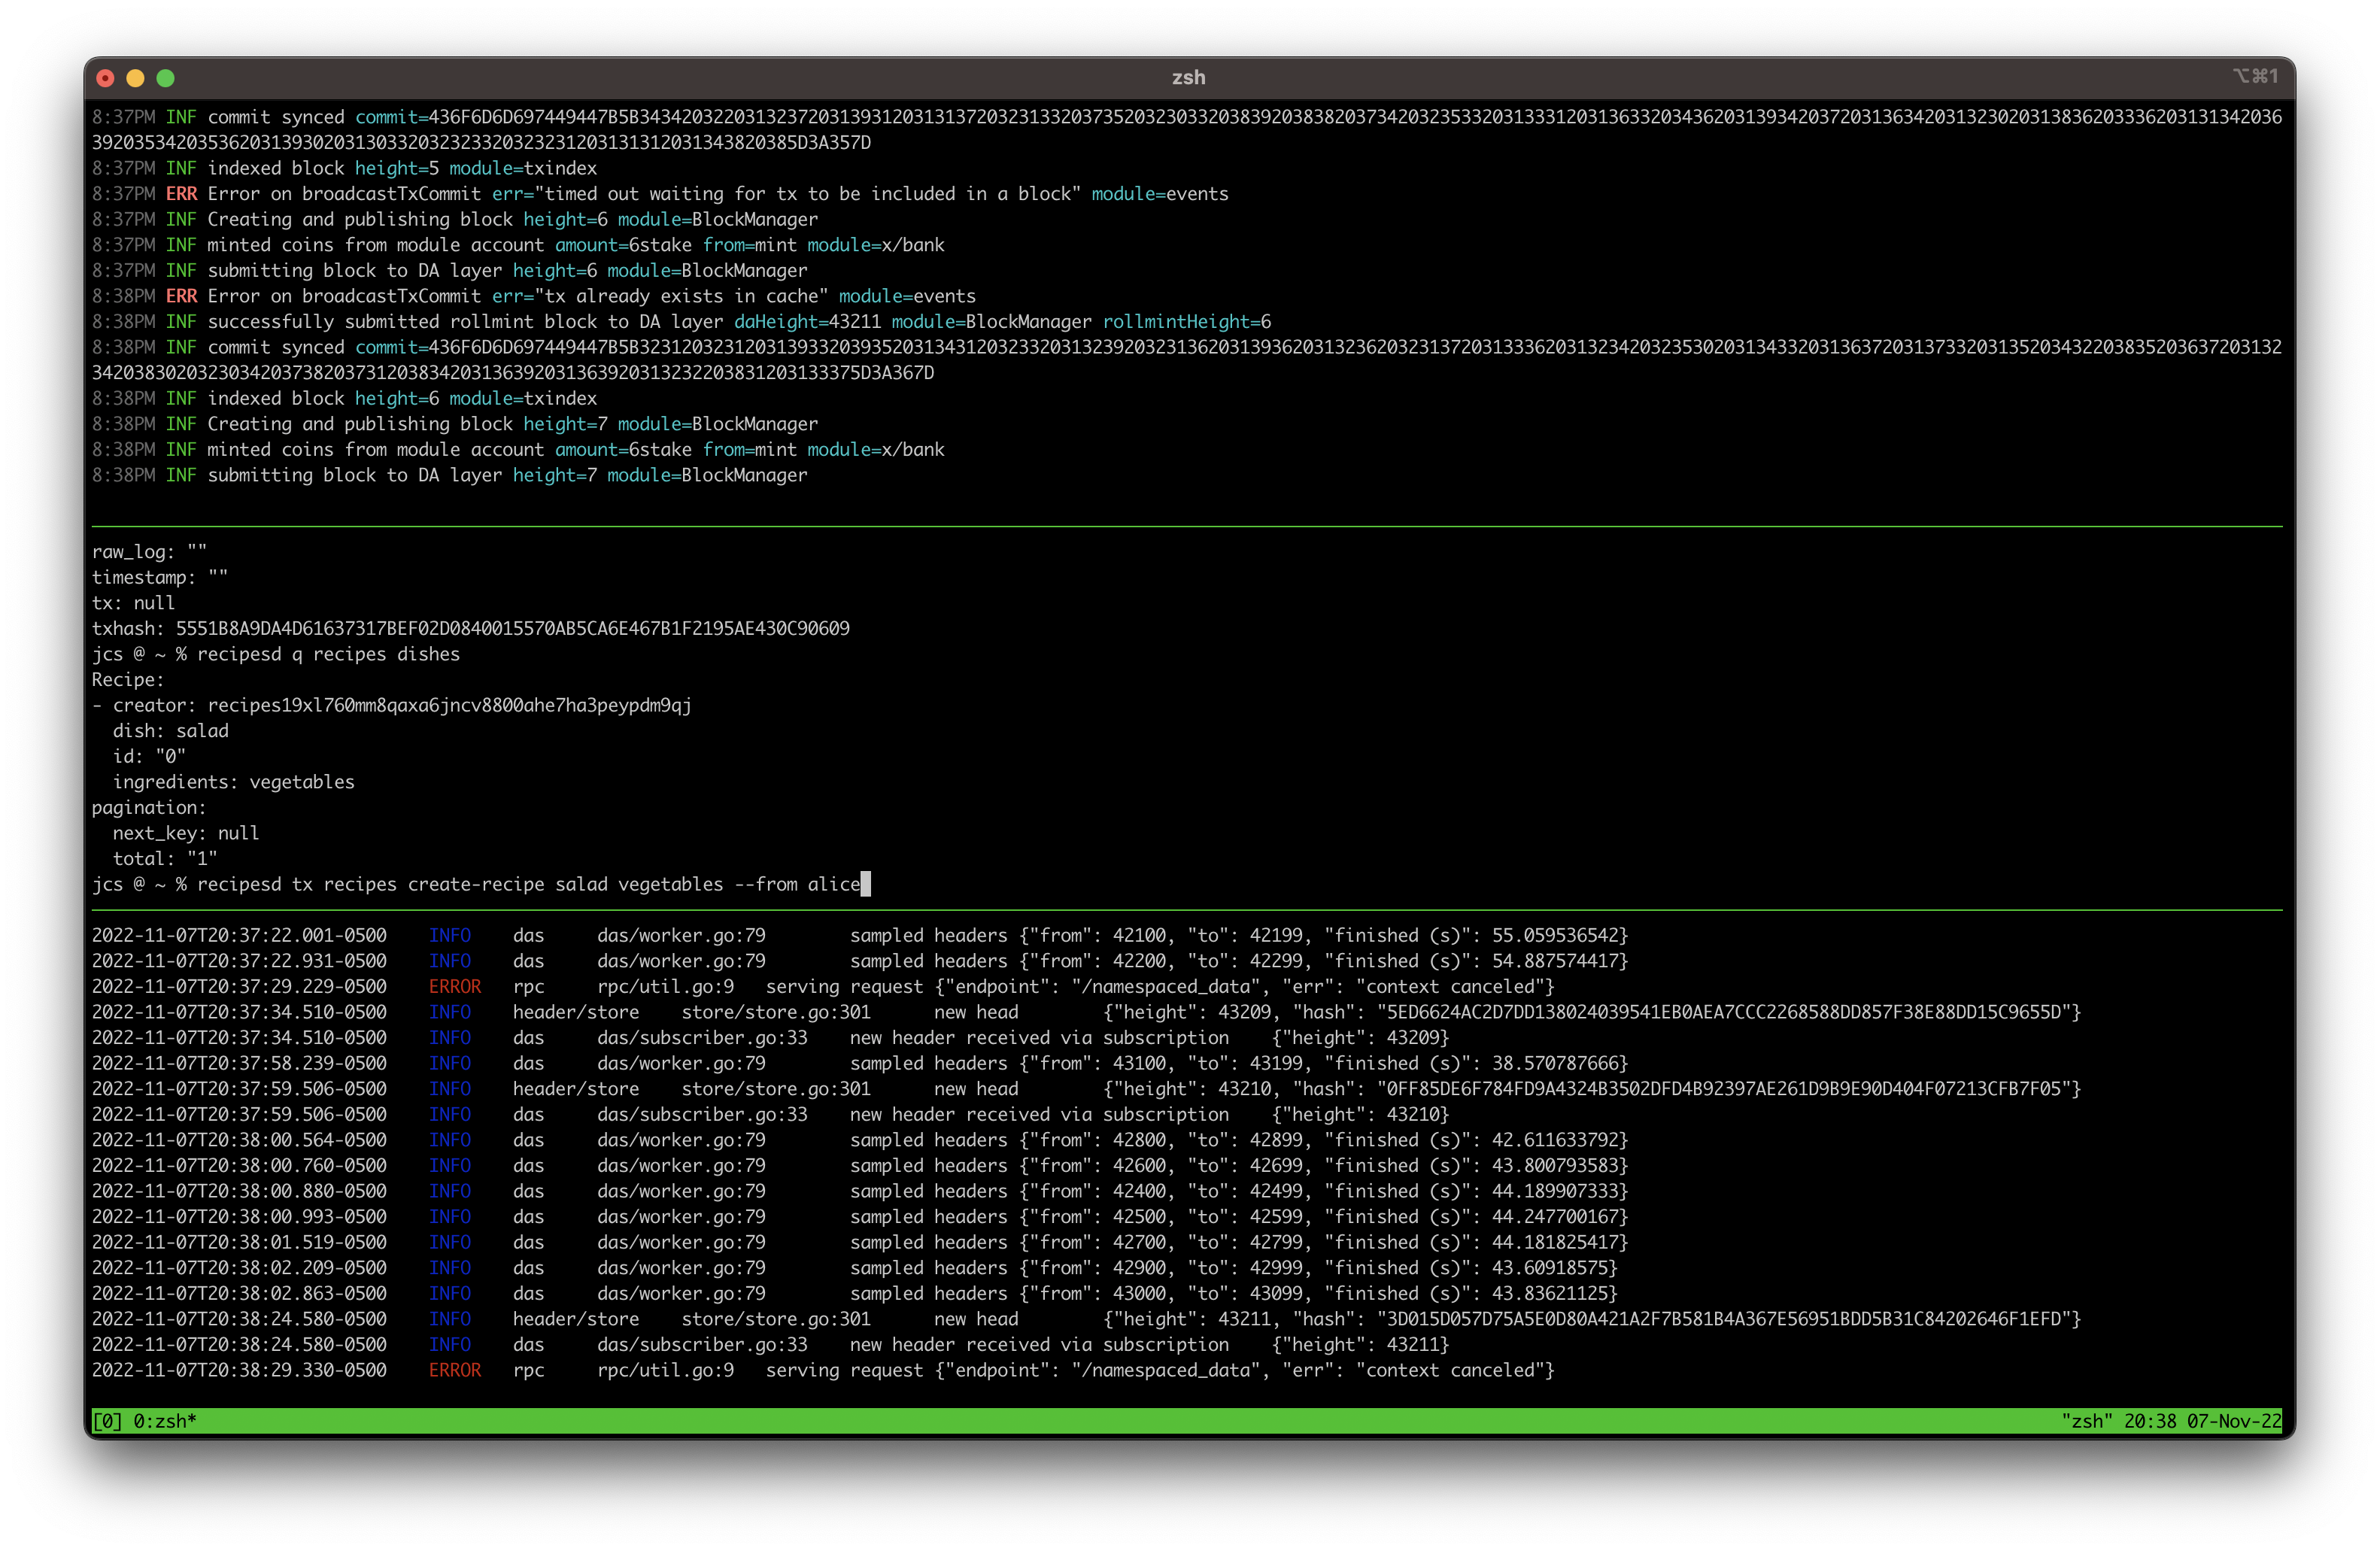 zsh
⌥⌘1
8:37PM INF commit synced commit=436F6D6D697449447B5B343420322031323720313931203131372032313320373520323033203839203838203734203235332031333120313633203436203139342037203136342031323020313836203336203131342036
39203534203536203139302031303320323233203232312031313120313438203835D3A357D
8:37PM INF indexed block height=5 module=txindex
8:37PM ERR Error on broadcastTxCommit err="timed out waiting for tx to be included in a block" module=events
8:37PM INF Creating and publishing block height=6 module=BlockManager
8:37PM INF minted coins from module account amount=6stake from=mint module=x/bank
8:37PM INF submitting block to DA layer height=6 module=BlockManager
8:38PM ERR Error on broadcastTxCommit err="tx already exists in cache" module=events
8:38PM INF successfully submitted rollmint block to DA layer daHeight=43211 module=BlockManager rollmintHeight=6
8:38PM INF commit synced commit=436F6D6D697449447B5B323120323120313933203935203134312032332031323920323136203139362031323620323137203133362031323420323530203134332031363720313733203135203432203835203637203132
3420383020323034203738203731203834203136392031363920313232203831203133375D3A367D
8:38PM INF indexed block height=6 module=txindex
8:38PM INF Creating and publishing block height=7 module=BlockManager
8:38PM INF minted coins from module account amount=6stake from=mint module=x/bank
8:38PM INF submitting block to DA layer height=7 module=BlockManager
raw_log: ""
timestamp: ""
tx: null
txhash: 5551B8A9DA4D61637317BEF02D0840015570AB5CA6E467B1F2195AE430C90609
jcs @ ~ % recipesd q recipes dishes
Recipe:
- creator: recipes19xl760mm8qaxa6jncv8800ahe7ha3peypdm9qj
dish: salad
id: "0"
ingredients: vegetables
pagination:
next_key: null
total: "1"
jcs @ ~ % recipesd tx recipes create-recipe salad vegetables --from alice
2022-11-07T20:37:22.001-0500 INFO das das/worker.go:79 sampled headers {"from": 42100, "to": 42199, "finished (s)": 55.059536542}
2022-11-07T20:37:22.931-0500 INFO das das/worker.go:79 sampled headers {"from": 42200, "to": 42299, "finished (s)": 54.887574417}
2022-11-07T20:37:29.229-0500 ERROR rpc rpc/util.go:9 serving request {"endpoint": "/namespaced_data", "err": "context canceled"}
2022-11-07T20:37:34.510-0500 INFO header/store store/store.go:301 new head {"height": 43209, "hash": "5ED6624AC2D7DD138024039541EB0AEA7CCC2268588DD857F38E88DD15C9655D"}
2022-11-07T20:37:34.510-0500 INFO das das/subscriber.go:33 new header received via subscription {"height": 43209}
2022-11-07T20:37:58.239-0500 INFO das das/worker.go:79 sampled headers {"from": 43100, "to": 43199, "finished (s)": 38.570787666}
2022-11-07T20:37:59.506-0500 INFO header/store store/store.go:301 new head {"height": 43210, "hash": "0FF85DE6F784FD9A4324B3502DFD4B92397AE261D9B9E90D404F07213CFB7F05"}
2022-11-07T20:37:59.506-0500 INFO das das/subscriber.go:33 new header received via subscription {"height": 43210}
2022-11-07T20:38:00.564-0500 INFO das das/worker.go:79 sampled headers {"from": 42800, "to": 42899, "finished (s)": 42.611633792}
2022-11-07T20:38:00.760-0500 INFO das das/worker.go:79 sampled headers {"from": 42600, "to": 42699, "finished (s)": 43.800793583}
2022-11-07T20:38:00.880-0500 INFO das das/worker.go:79 sampled headers {"from": 42400, "to": 42499, "finished (s)": 44.189907333}
2022-11-07T20:38:00.993-0500 INFO das das/worker.go:79 sampled headers {"from": 42500, "to": 42599, "finished (s)": 44.247700167}
2022-11-07T20:38:01.519-0500 INFO das das/worker.go:79 sampled headers {"from": 42700, "to": 42799, "finished (s)": 44.181825417}
2022-11-07T20:38:02.209-0500 INFO das das/worker.go:79 sampled headers {"from": 42900, "to": 42999, "finished (s)": 43.60918575}
2022-11-07T20:38:02.863-0500 INFO das das/worker.go:79 sampled headers {"from": 43000, "to": 43099, "finished (s)": 43.83621125}
2022-11-07T20:38:24.580-0500 INFO header/store store/store.go:301 new head {"height": 43211, "hash": "3D015D057D75A5E0D80A421A2F7B581B4A367E56951BDD5B31C84202646F1EFD"}
2022-11-07T20:38:24.580-0500 INFO das das/subscriber.go:33 new header received via subscription {"height": 43211}
2022-11-07T20:38:29.330-0500 ERROR rpc rpc/util.go:9 serving request {"endpoint": "/namespaced_data", "err": "context canceled"}
[0] 0:zsh*
"zsh" 20:38 07-Nov-22